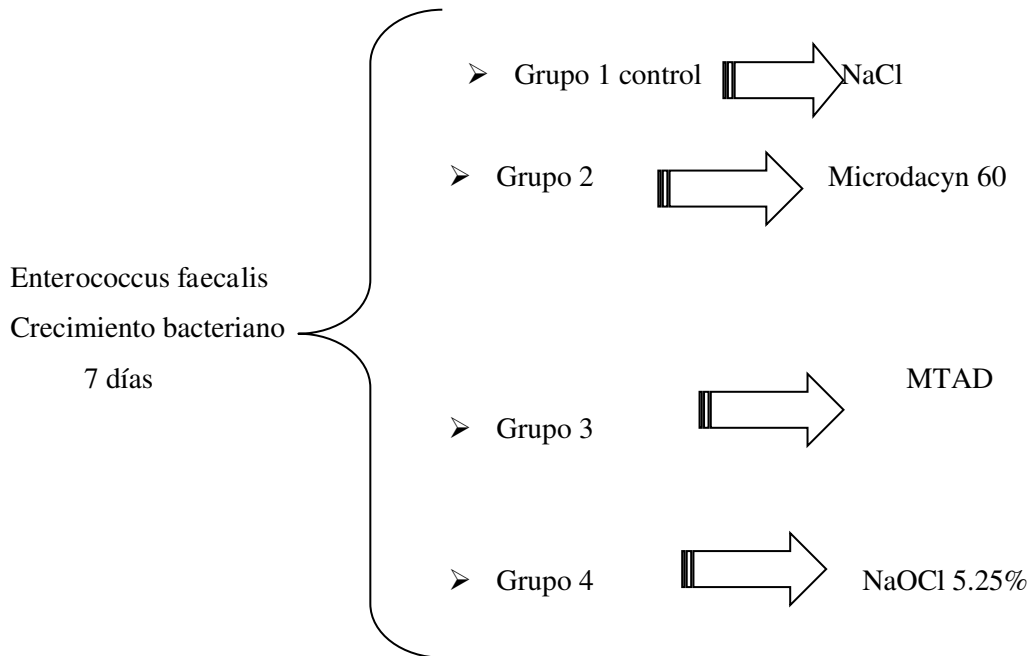 Enterococcus faecalis
Crecimiento bacteriano
7 días
➢ Grupo 1 control NaCl
➢ Grupo 2 Microdacyn 60
➢ Grupo 3 MTAD
➢ Grupo 4 NaOCl 5.25%